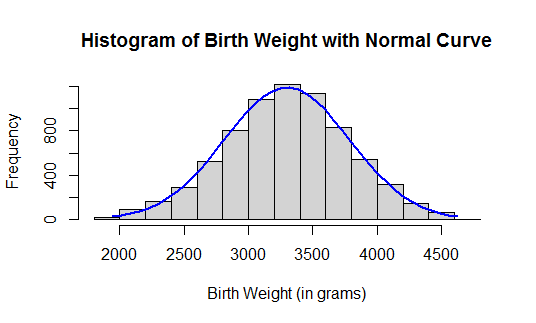 Histogram of Birth Weight with Normal Curve
Frequency
800
400
0
2000 2500 3000 3500 4000 4500
Birth Weight (in grams)